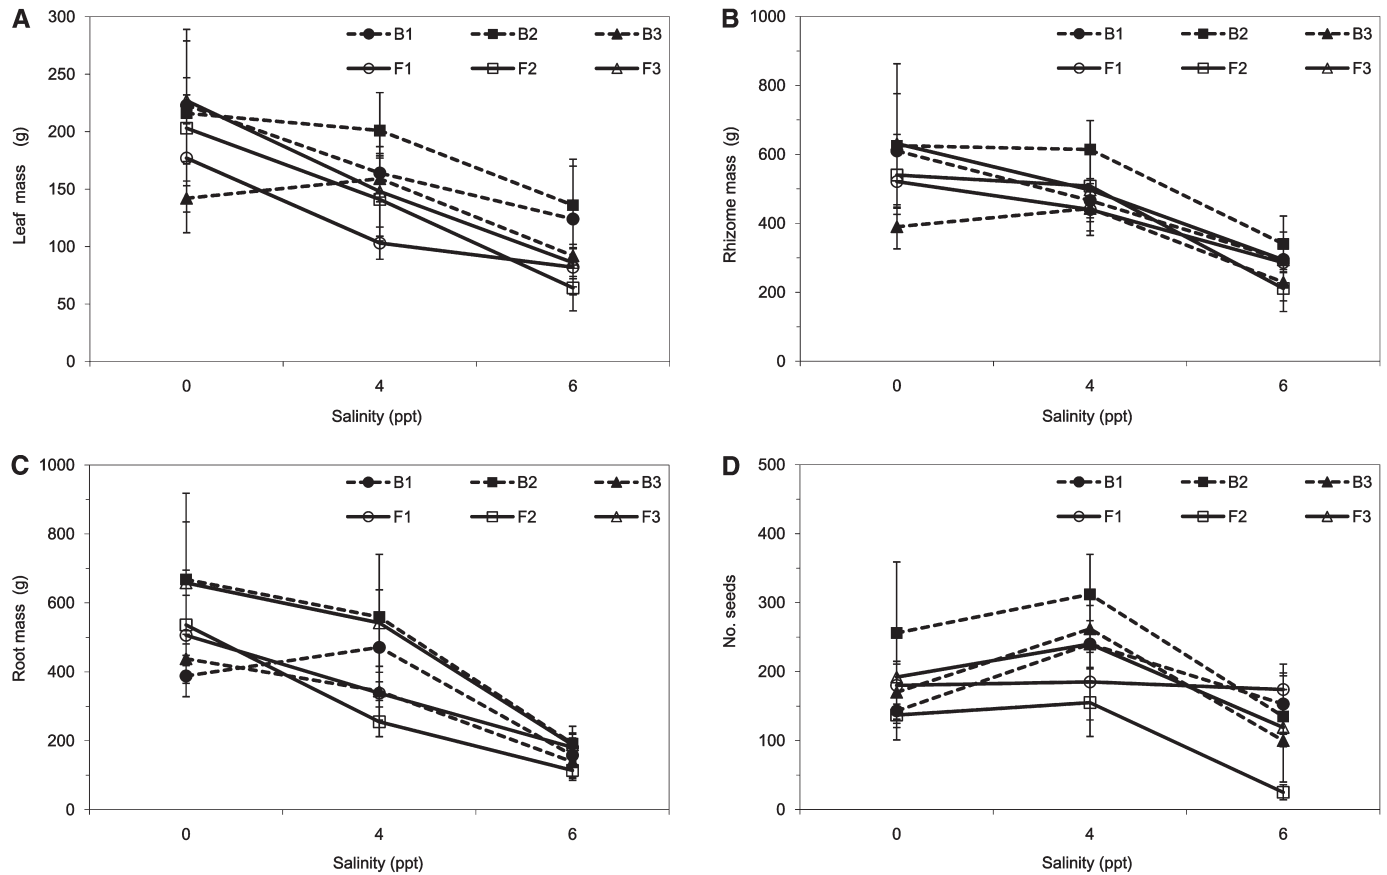 A
300
250
200
150
100
50
0
Leaf mass (g)
B1 B2 B3
F1 F2 F3
0 4 6
Salinity (ppt)
B
1000
800
600
400
200
0
Rhizome mass (g)
B1 B2 B3
F1 F2 F3
0 4 6
Salinity (ppt)
C
1000
800
600
400
200
0
Root mass (g)
B1 B2 B3
F1 F2 F3
0 4 6
Salinity (ppt)
D
500
400
300
200
100
0
No. seeds
B1 B2 B3
F1 F2 F3
0 4 6
Salinity (ppt)